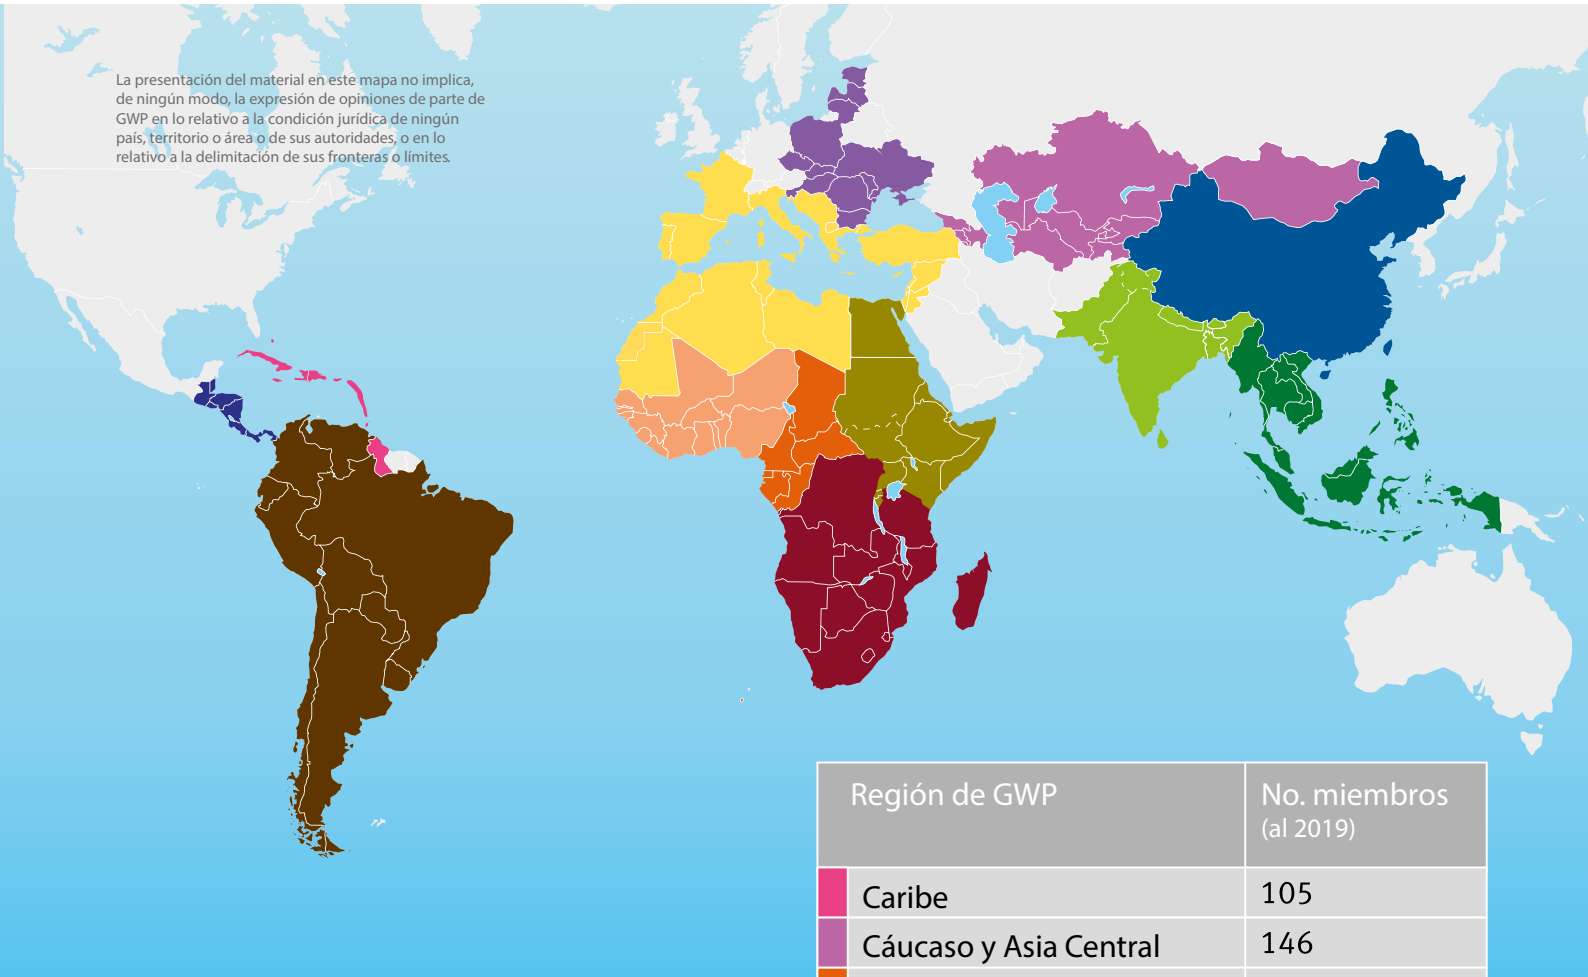 La presentación del material en este mapa no implica,
de ningún modo, la expresión de opiniones de parte de
GWP en lo relativo a la condición jurídica de ningún
país, territorio o área o de sus autoridades, o en lo
relativo a la delimitación de sus fronteras o límites.
Región de GWP No. miembros
(al 2019)
Caribe 105
Cáucaso y Asia Central 146